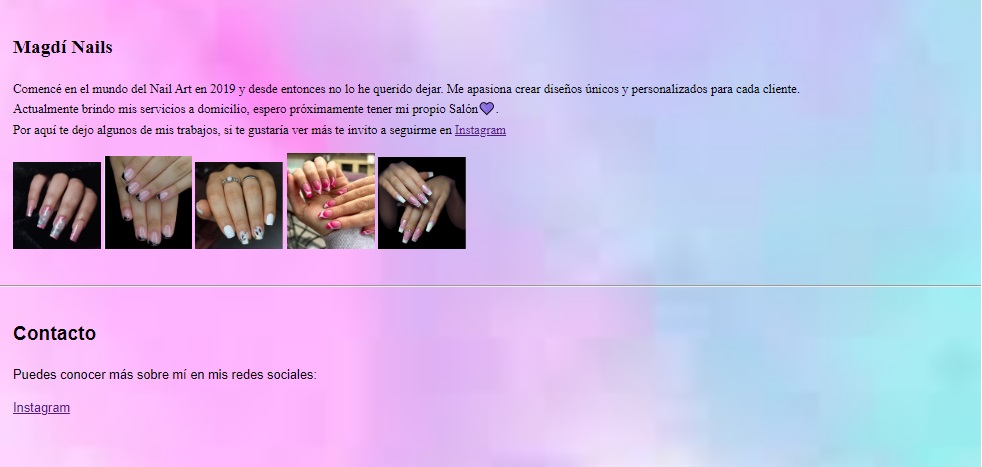 Magdí Nails
Comencé en el mundo del Nail Art en 2019 y desde entonces no lo he querido dejar. Me apasiona crear diseños únicos y personalizados para cada cliente.
Actualmente brindo mis servicios a domicilio, espero próximamente tener mi propio Salón💜.
Por aquí te dejo algunos de mis trabajos, si te gustaría ver más te invito a seguirme en Instagram
Contacto
Puedes conocer más sobre mí en mis redes sociales:
Instagram